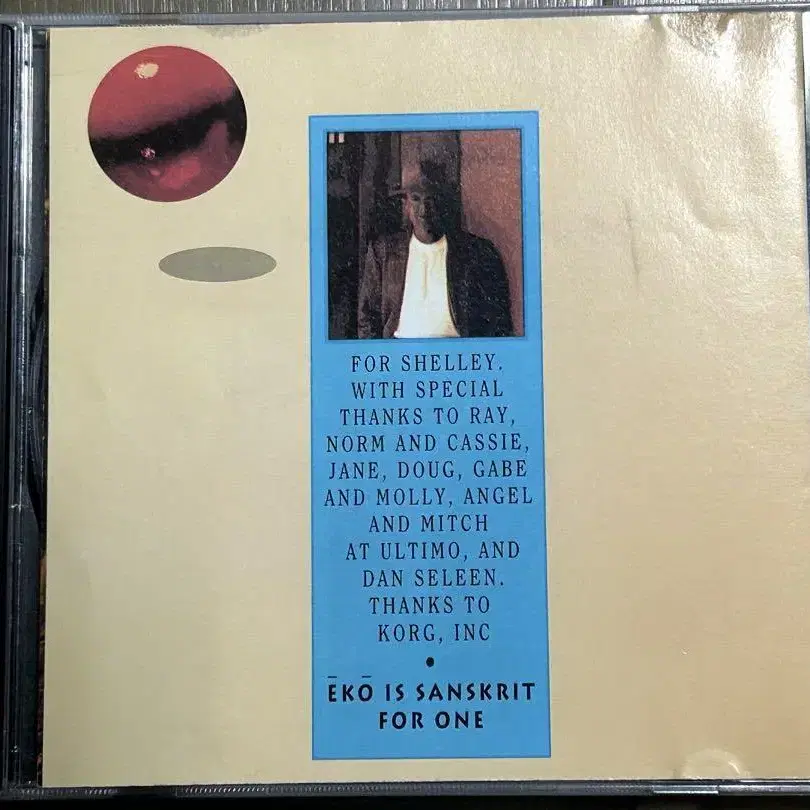 FOR SHELLEY.
WITH SPECIAL
THANKS TO RAY,
NORM AND CASSIE,
JANE, DOUG, GABE
AND MOLLY, ANGEL
AND MITCH
AT ULTIMO, AND
DAN SELEEN.
THANKS TO
KORG, INC
•
ĒKŌ IS SANSKRIT
FOR ONE